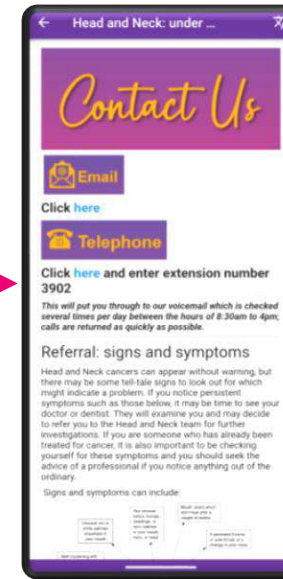 Head and Neck: under ...
Contact Us
Email
Click here
Telephone
Click here and enter extension number
3902
This will put you through to our voicemail which is checked
several times per day between the hours of 8:30am to 4pm;
calls are returned as quickly as possible.
Referral: signs and symptoms
Head and Neck cancers can appear without warning, but
there may be some tell-tale signs to look out for which
might indicate a problem. If you notice persistent
symptoms such as those below, it may be time to see your
doctor or dentist. They will examine you and may decide
to refer you to the Head and Neck team for further
investigations. If you are someone who has already been
treated for cancer, it is also important to be checking
yourself for these symptoms and you should seek the
advice of a professional if you notice anything out of the
ordinary.
Signs and symptoms can include: